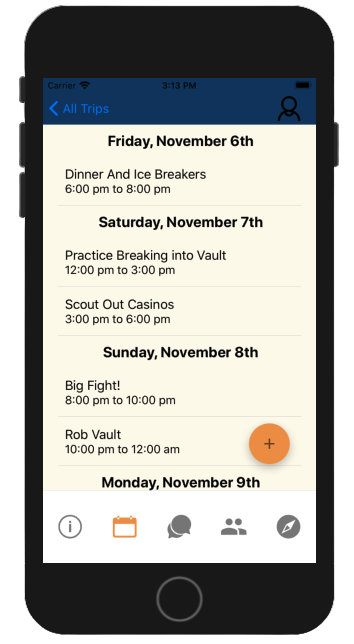 Carrier 3:13 PM
All Trips
Friday, November 6th
Dinner And Ice Breakers
6:00 pm to 8:00 pm
Saturday, November 7th
Practice Breaking into Vault
12:00 pm to 3:00 pm
Scout Out Casinos
3:00 pm to 6:00 pm
Sunday, November 8th
Big Fight!
8:00 pm to 10:00 pm
Rob Vault
10:00 pm to 12:00 am
Monday, November 9th